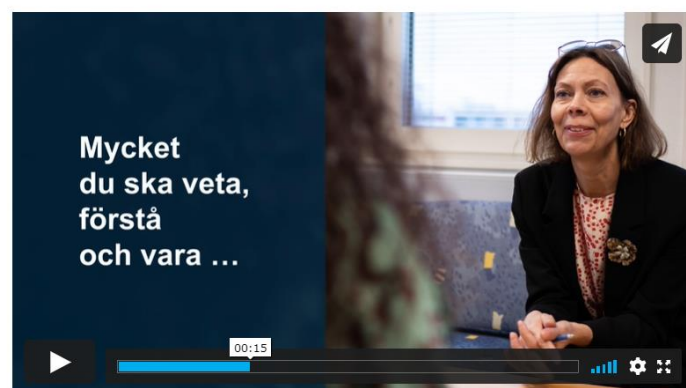 Mycket
du ska veta,
förstå
och vara …
00:15